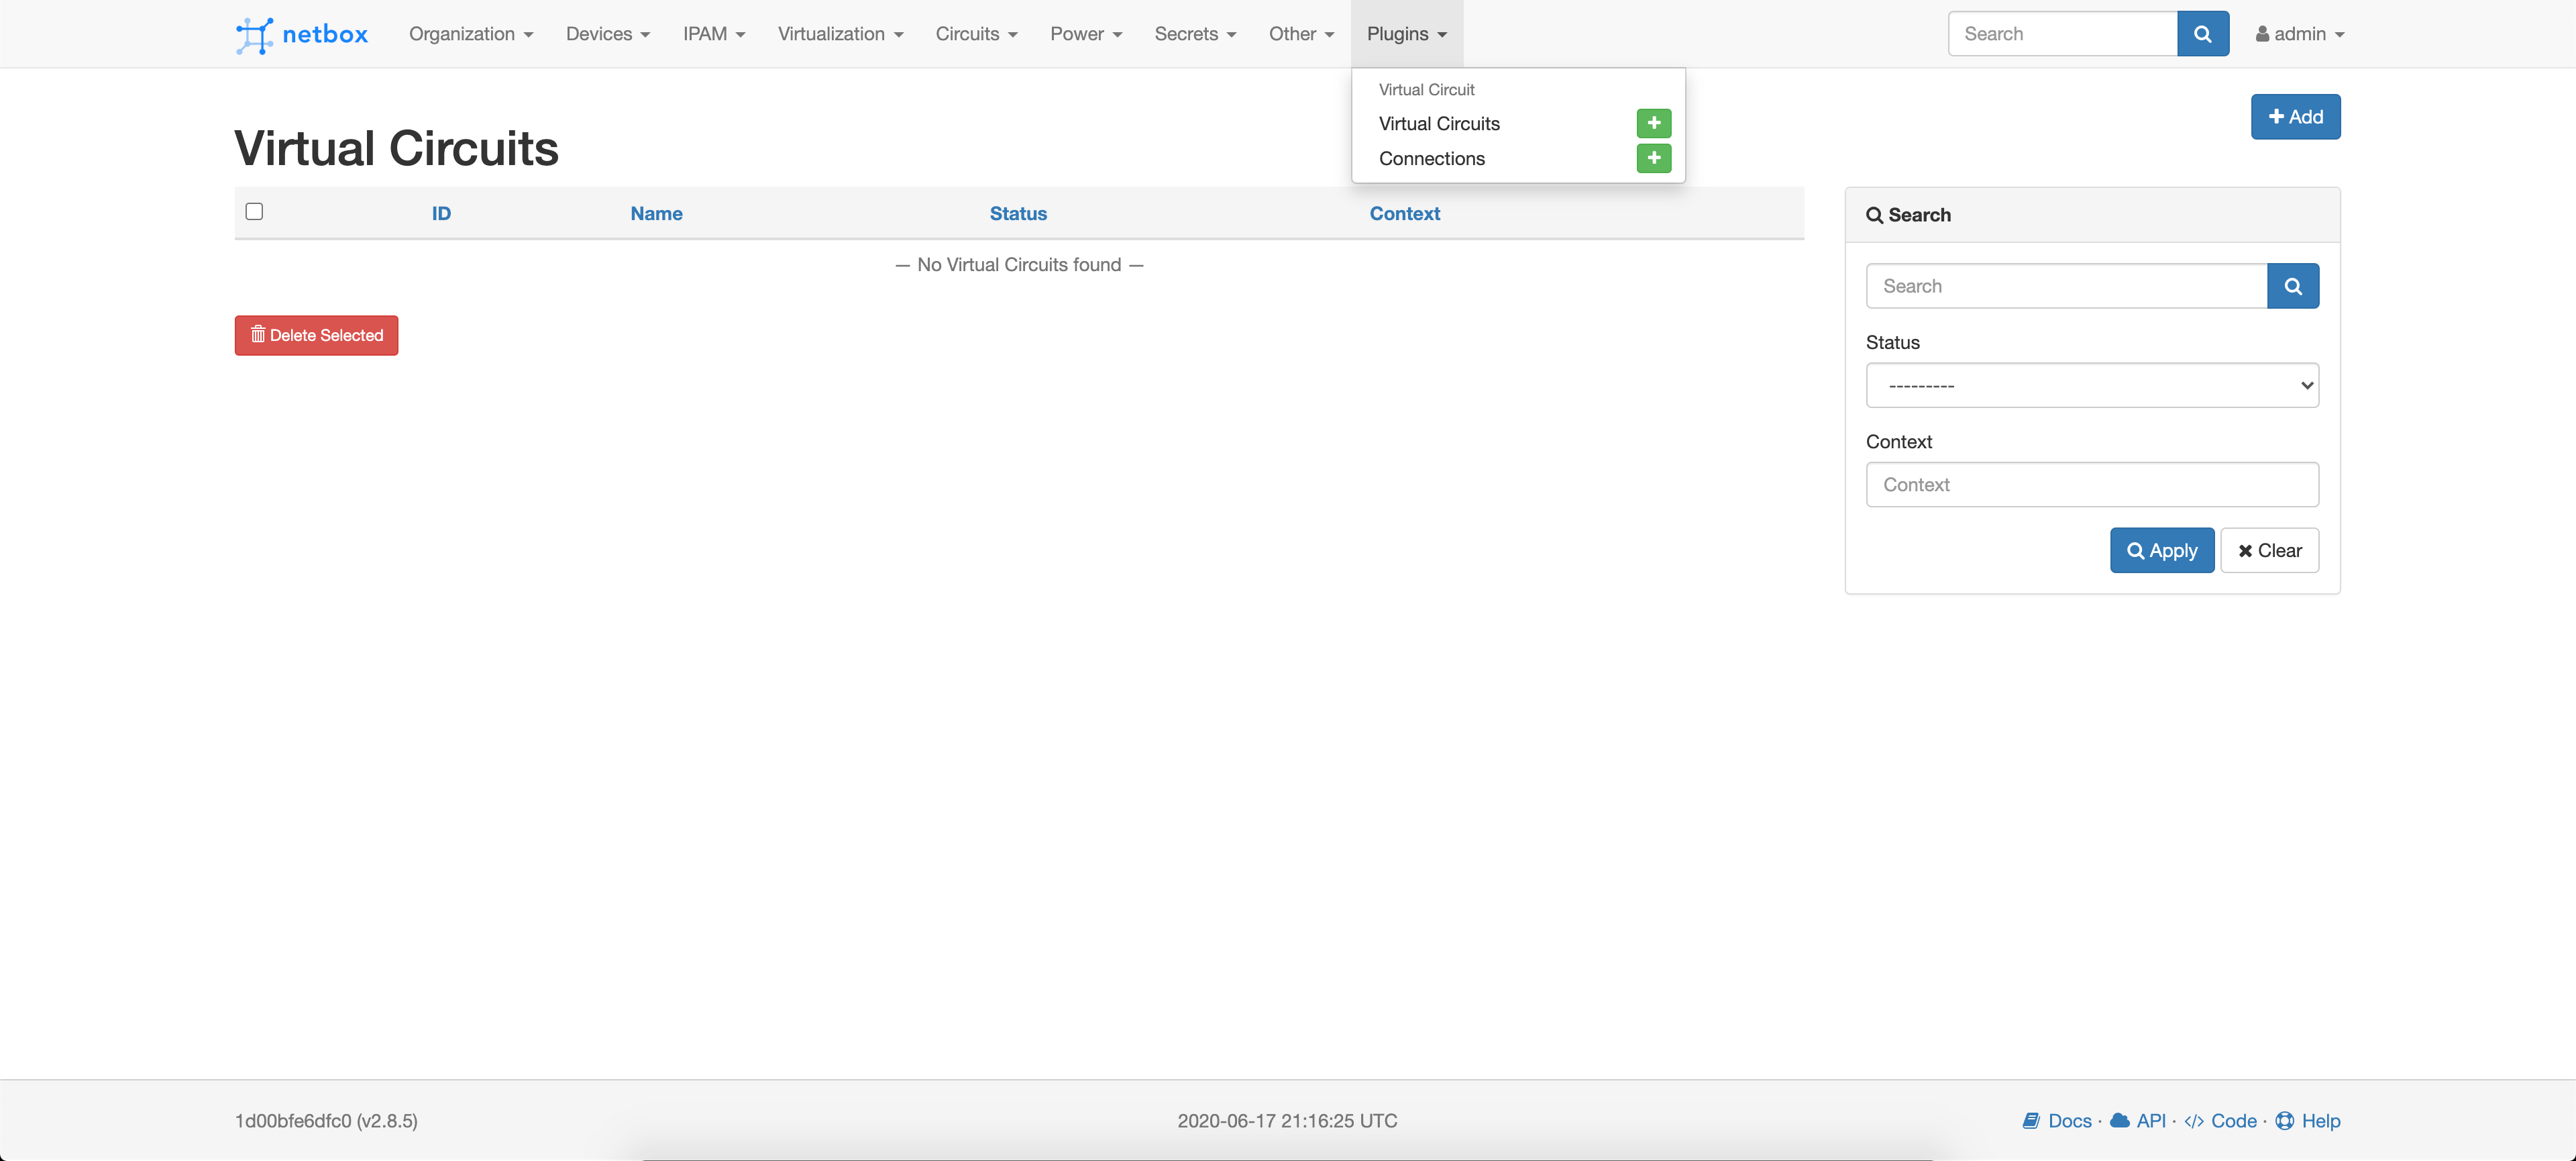 netbox Organization Devices IPAM Virtualization Circuits Power Secrets Other Plugins Search admin
Virtual Circuit
Virtual Circuits
Connections
Add
Virtual Circuits
ID Name Status Context
— No Virtual Circuits found —
Delete Selected
Search
Search
Status
---------
Context
Context
Apply Clear
1d00bfe6dfc0 (v2.8.5)
2020-06-17 21:16:25 UTC
Docs · API · </> Code · Help